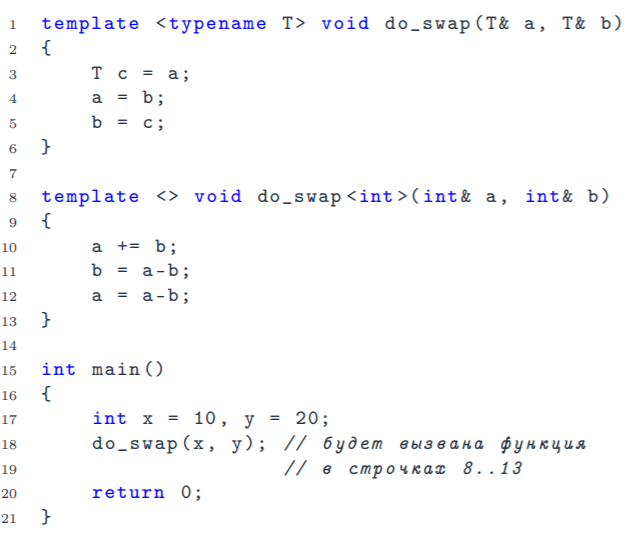 1 template <typename T> void do_swap(T& a, T& b)
2 {
3     T c = a;
4     a = b;
5     b = c;
6 }
7
8 template <> void do_swap<int>(int& a, int& b)
9 {
10     a += b;
11     b = a-b;
12     a = a-b;
13 }
14
15 int main()
16 {
17     int x = 10, y = 20;
18     do_swap(x, y); // будет вызвана функция
19                    // в строчках 8..13
20     return 0;
21 }